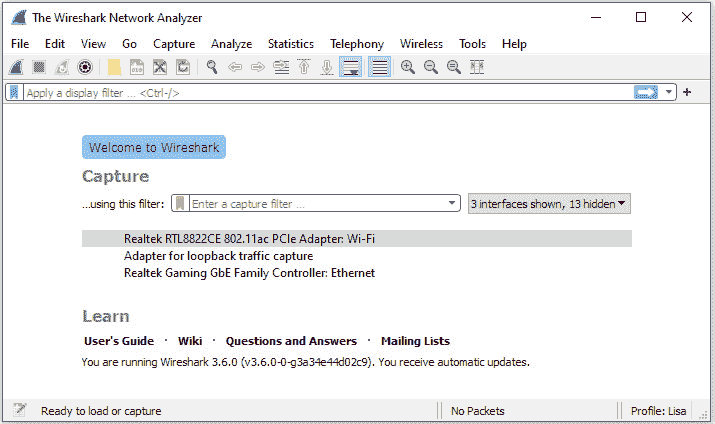 The Wireshark Network Analyzer
File Edit View Go Capture Analyze Statistics Telephony Wireless Tools Help
Apply a display filter ... <Ctrl-/>
Welcome to Wireshark
Capture
...using this filter: Enter a capture filter ... 3 interfaces shown, 13 hidden
Realtek RTL8822CE 802.11ac PCIe Adapter: Wi-Fi
Adapter for loopback traffic capture
Realtek Gaming GbE Family Controller: Ethernet
Learn
User's Guide · Wiki · Questions and Answers · Mailing Lists
You are running Wireshark 3.6.0 (v3.6.0-0-g3a34e44d02c9). You receive automatic updates.
Ready to load or capture No Packets Profile: Lisa